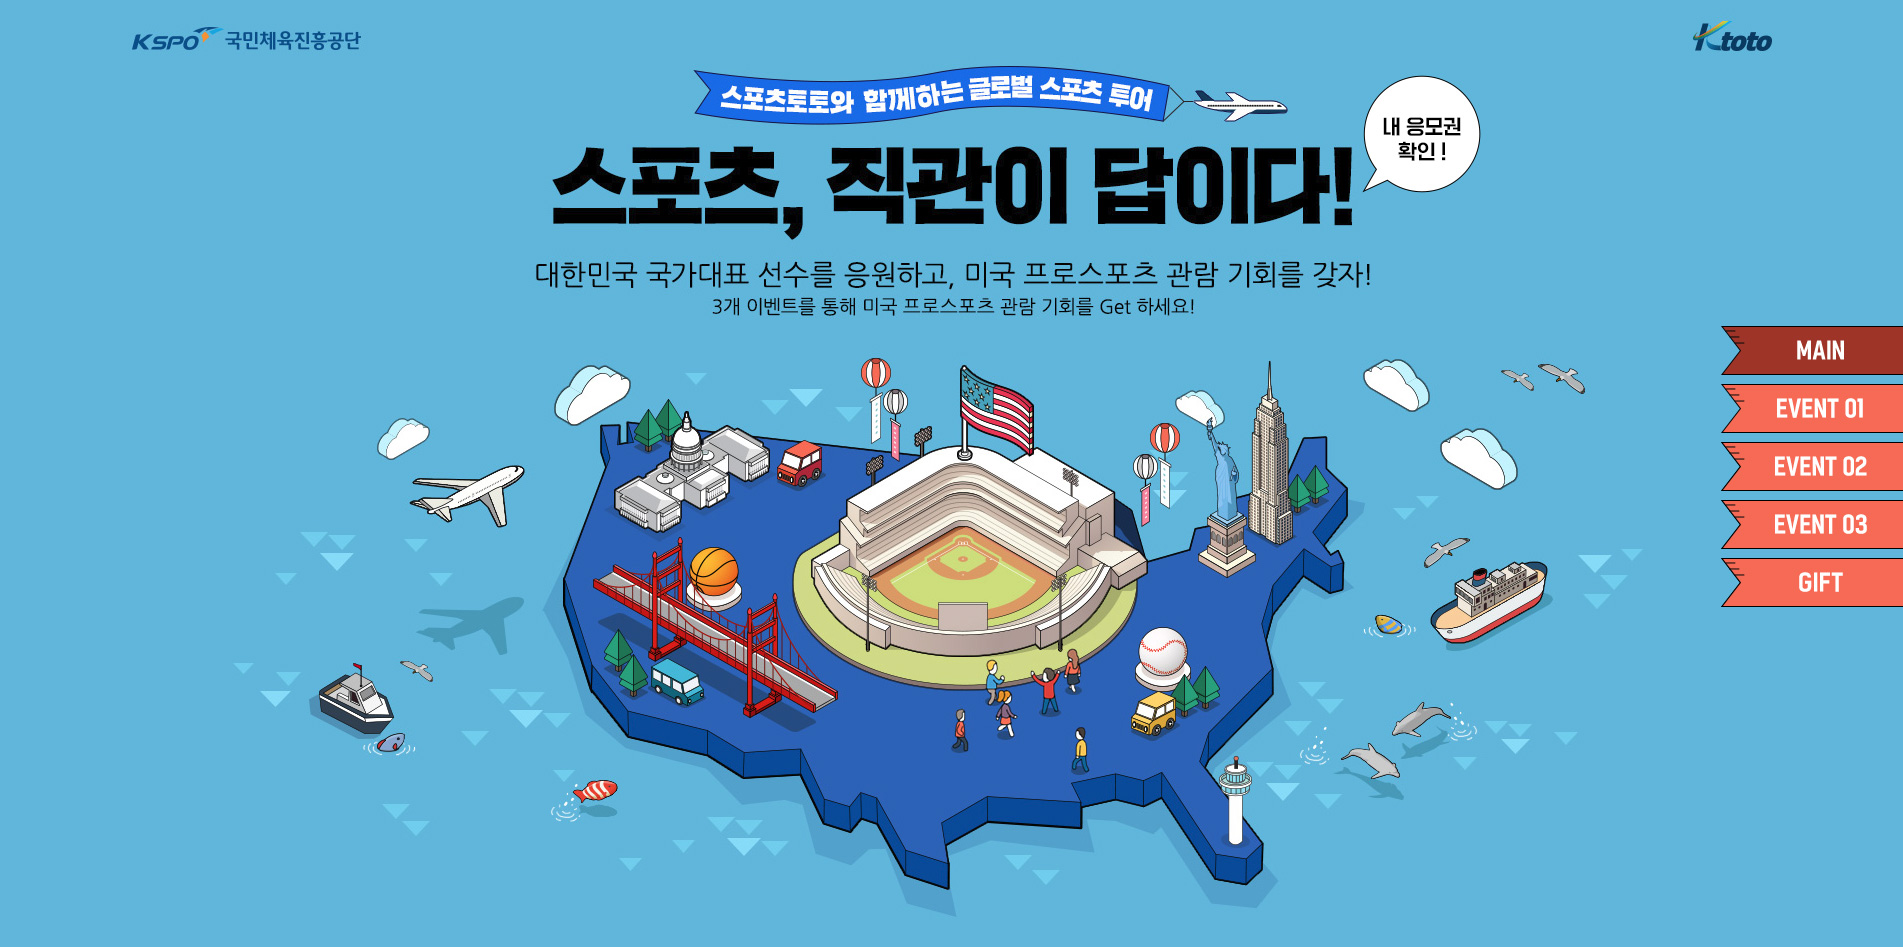 KSPO 국민체육진흥공단
Ktoto
스포츠토토와 함께하는 글로벌 스포츠 투어
내 응모권
확인 !
스포츠, 직관이 답이다!
대한민국 국가대표 선수를 응원하고, 미국 프로스포츠 관람 기회를 갖자!
3개 이벤트를 통해 미국 프로스포츠 관람 기회를 Get 하세요!
MAIN
EVENT 01
EVENT 02
EVENT 03
GIFT